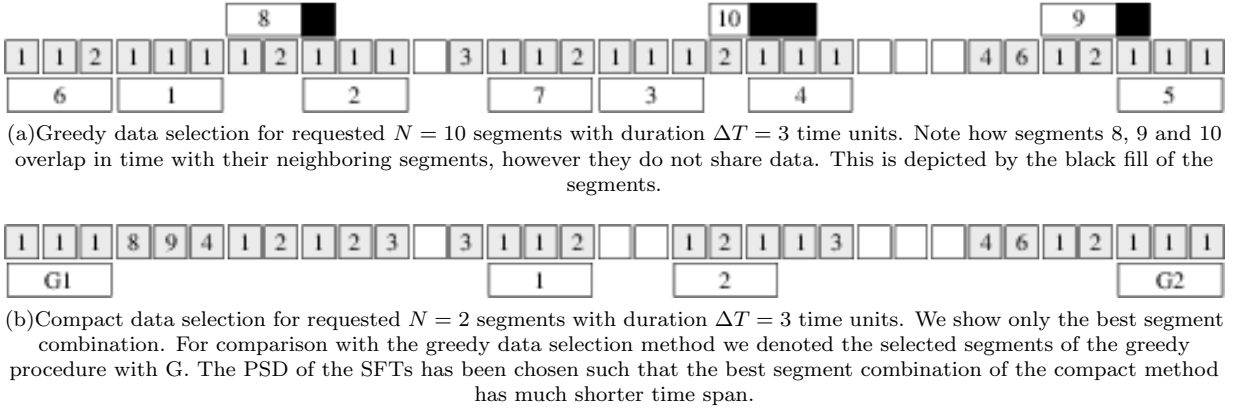 8 10 9
1 1 2 1 1 1 1 2 1 1 1 3 1 1 2 1 1 1 2 1 1 1 4 6 1 2 1 1 1
6 1 2 7 3 4 5
(a)Greedy data selection for requested N = 10 segments with duration ΔT = 3 time units. Note how segments 8, 9 and 10
overlap in time with their neighboring segments, however they do not share data. This is depicted by the black fill of the
segments.
1 1 1 8 9 4 1 2 1 2 3 3 1 1 2 1 2 1 1 3 4 6 1 2 1 1 1
G1 1 2 G2
(b)Compact data selection for requested N = 2 segments with duration ΔT = 3 time units. We show only the best segment
combination. For comparison with the greedy data selection method we denoted the selected segments of the greedy
procedure with G. The PSD of the SFTs has been chosen such that the best segment combination of the compact method
has much shorter time span.